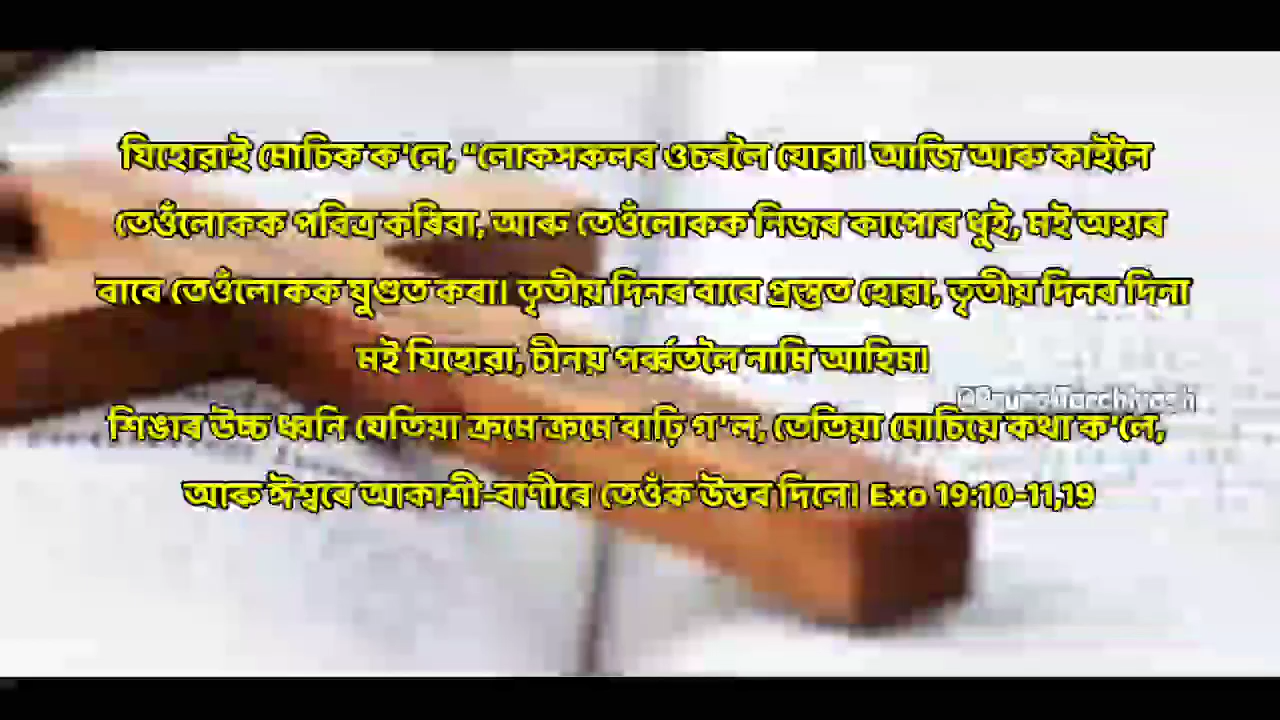 যিহোৱাই মোচিক ক'লে, “লোকসকলৰ ওচৰলৈ যোৱা। আজি আৰু কাইলৈ
তেওঁলোকক পবিত্ৰ কৰিবা, আৰু তেওঁলোকক নিজৰ কাপোৰ ধুই, মই অহাৰ
বাবে তেওঁলোকক যুগুত কৰা। তৃতীয় দিনৰ বাবে প্ৰস্তুত হোৱা, তৃতীয় দিনৰ দিনা
মই যিহোৱা, চীনয় পৰ্ব্বতলৈ নামি আহিম।
শিঙাৰ উচ্চ ধ্বনি যেতিয়া ক্ৰমে ক্ৰমে বাঢ়ি গ'ল, তেতিয়া মোচিয়ে কথা ক'লে,
আৰু ঈশ্বৰে আকাশী-বাণীৰে তেওঁক উত্তৰ দিলে। Exo 19:10-11,19